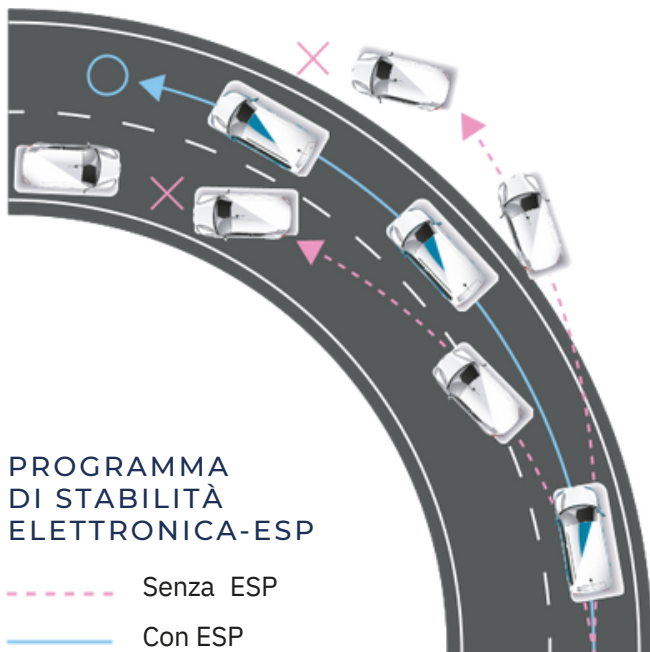 PROGRAMMA
DI STABILITÀ
ELETTRONICA-ESP
Senza ESP
Con ESP